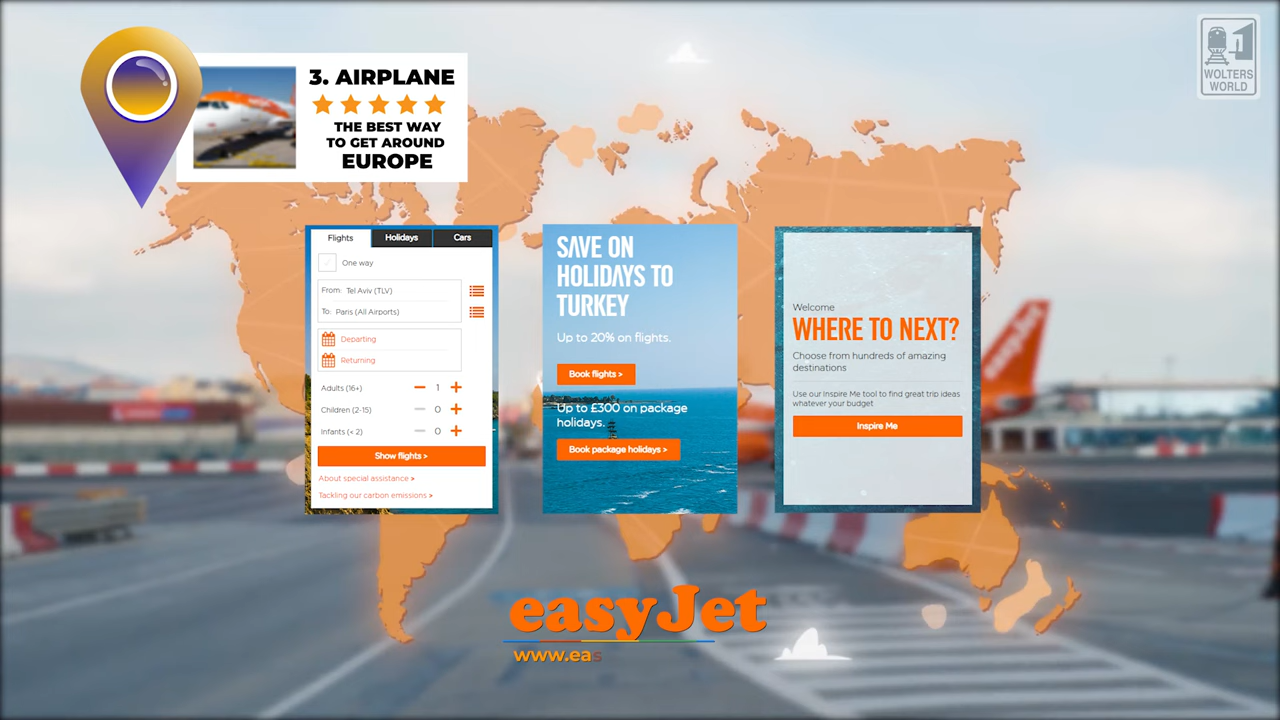 3. AIRPLANE
THE BEST WAY
TO GET AROUND
EUROPE
WOLTERS
WORLD
Flights
Holidays
Cars
One way
From: Tel Aviv (TLV)
To: Paris (All Airports)
Departing
Returning
Adults (16+) 1
Children (2-15) 0
Infants (< 2) 0
Show flights >
About special assistance >
Tackling our carbon emissions >
SAVE ON
HOLIDAYS TO
TURKEY
Up to 20% on flights.
Book flights >
Up to £300 on package
holidays.
Book package holidays >
Welcome
WHERE TO NEXT?
Choose from hundreds of amazing
destinations
Use our Inspire Me tool to find great trip ideas
whatever your budget
Inspire Me
easyJet
easyJet
www.eas